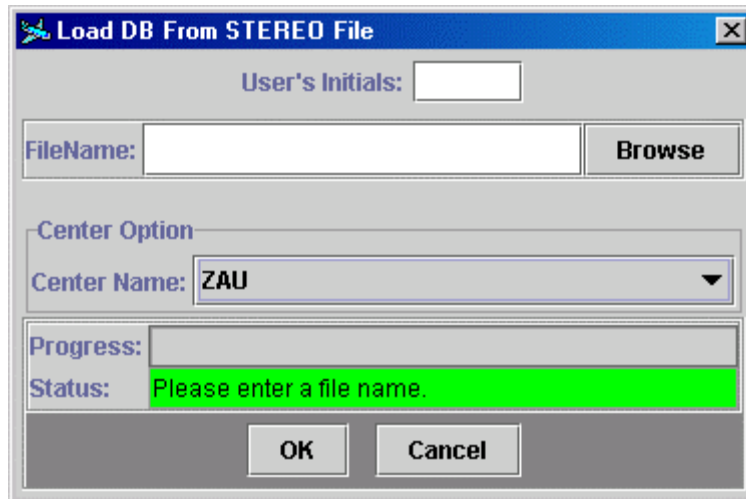 Load DB From STEREO File
User's Initials:
FileName: Browse
Center Option
Center Name: ZAU
Progress:
Status: Please enter a file name.
OK Cancel